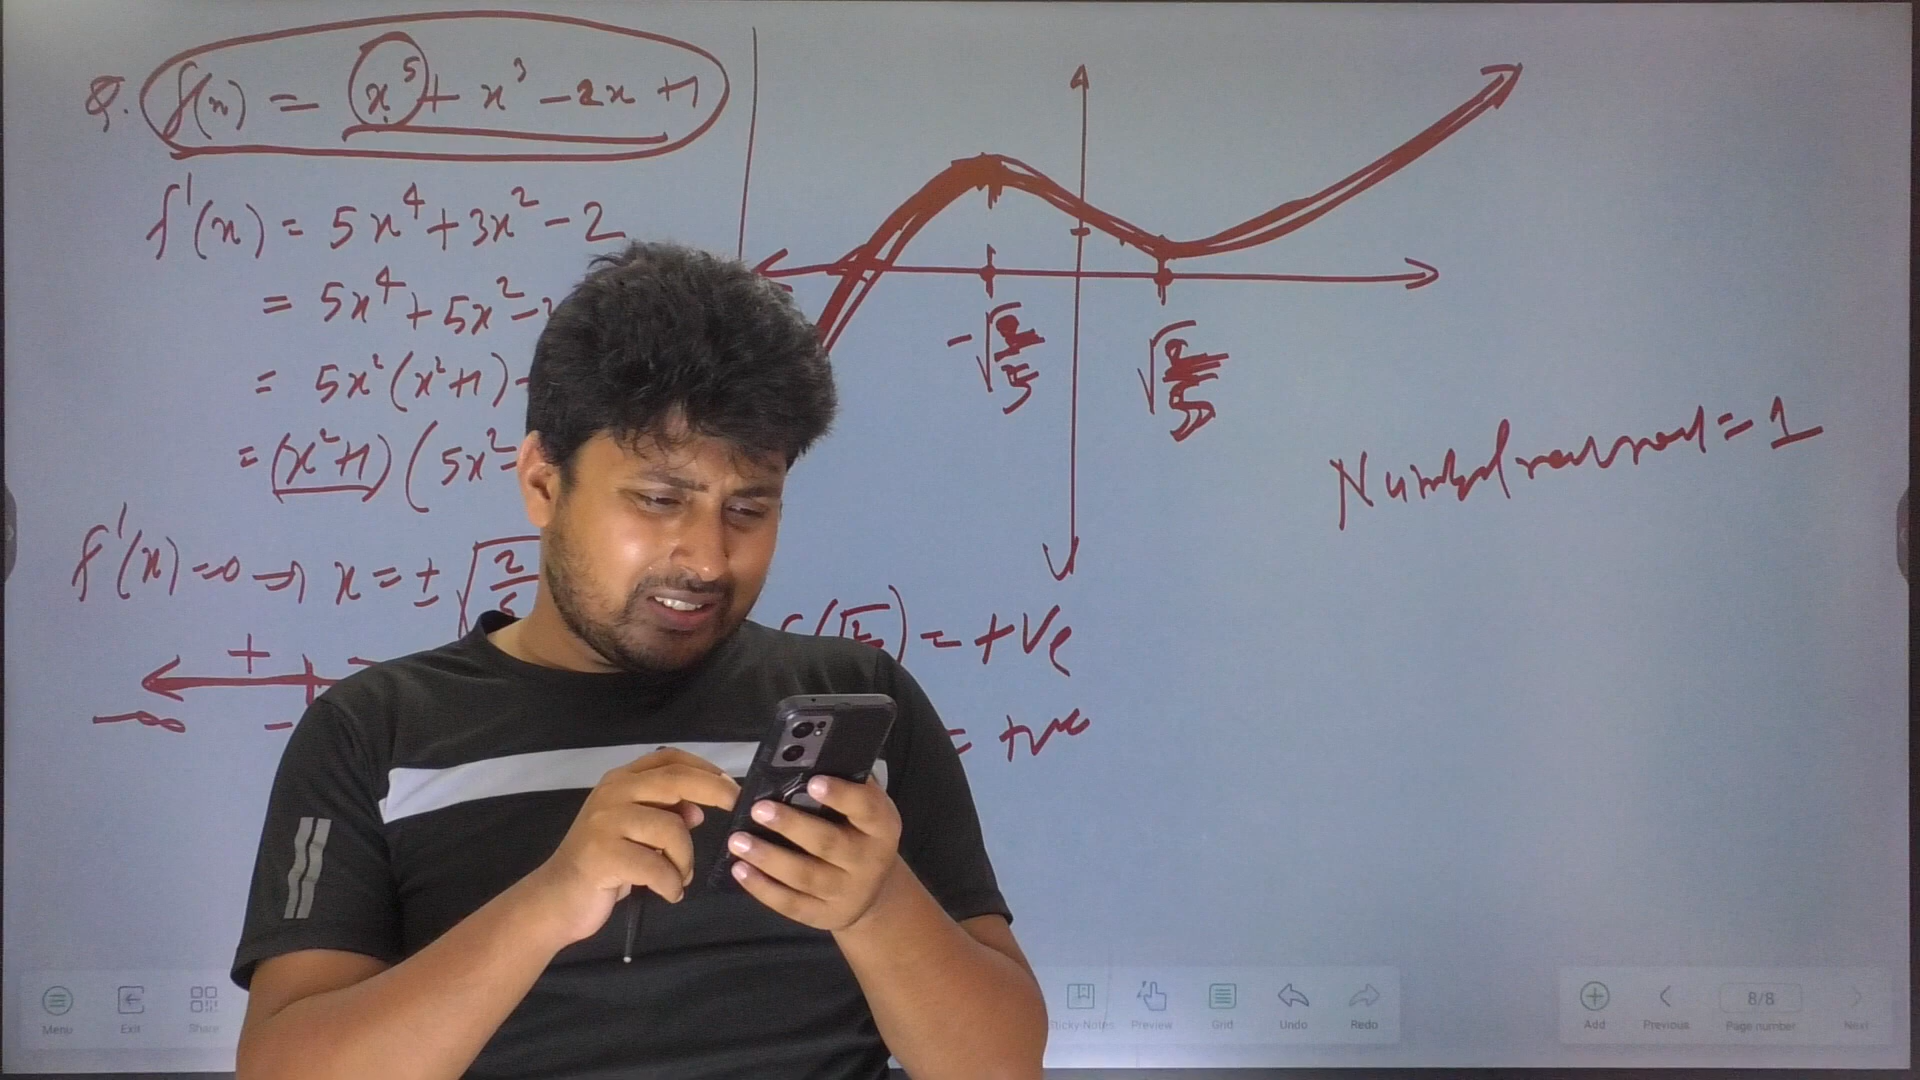 Q. f(x) = x⁵ + x³ - 2x + 1
f'(x) = 5x⁴ + 3x² - 2
= 5x⁴ + 5x² -
= 5x²(x²+1) -
= (x²+1) (5x² -
f'(x) = 0 → x = ± √2/5
+
-∞ -
-√2/5
√2/5
f(√2/5) = +ve
= +ve
Number of real root = 1
Menu Exit Share Sticky Notes Preview Grid Undo Redo Add Previous 8/8 Page number Next